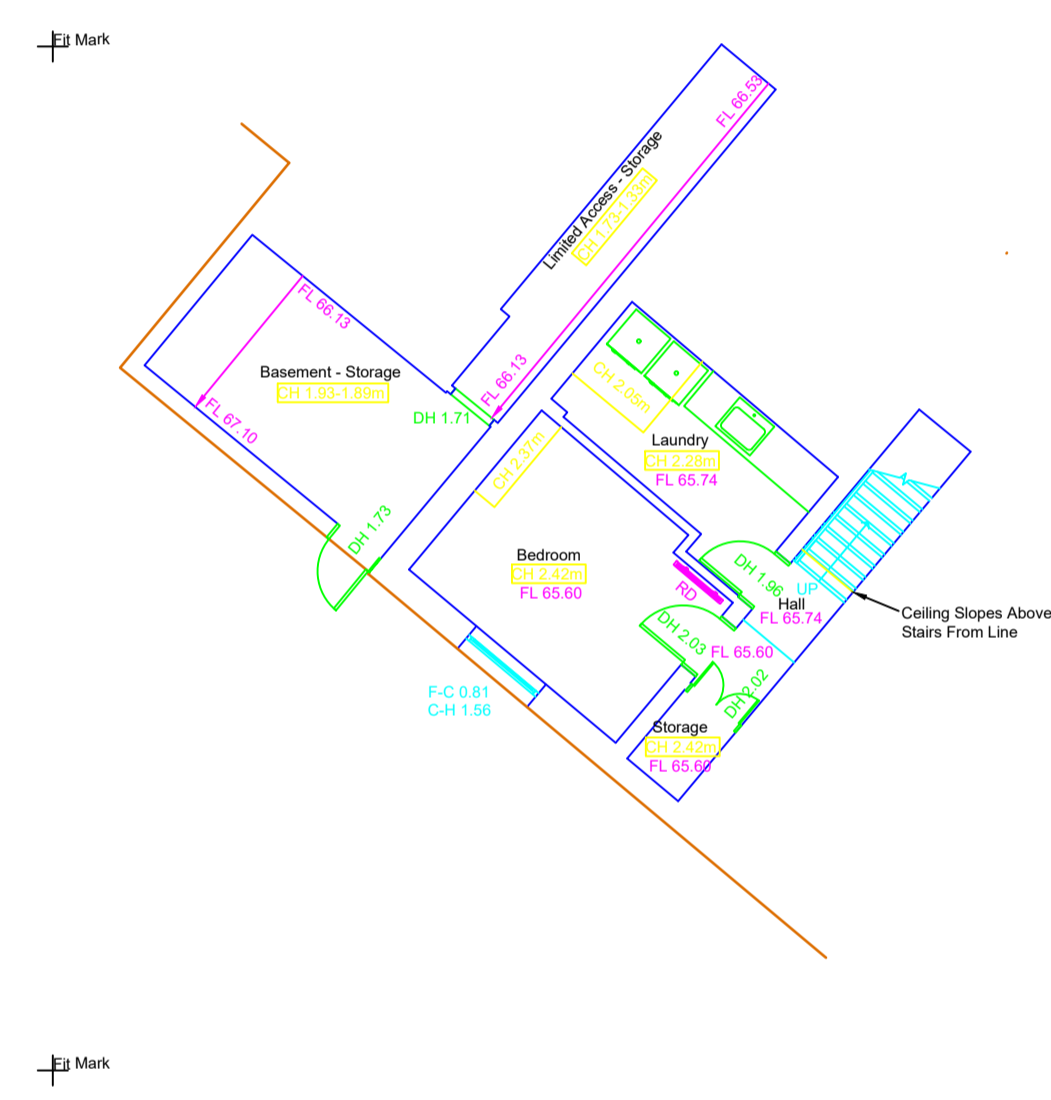 Fit Mark
FL 66.53
Limited Access - Storage
CH 1.73-1.33m
FL 66.13
FL 66.13
Basement - Storage
CH 1.93-1.89m
FL 67.10
DH 1.71
CH 2.05m
Laundry
CH 2.28m
FL 65.74
CH 2.37m
DH 1.73
Bedroom
CH 2.42m
FL 65.60
RD
DH 1.96
UP
Hall
FL 65.74
Ceiling Slopes Above
Stairs From Line
DH 2.03
FL 65.60
DH 2.02
F-C 0.81
C-H 1.56
Storage
CH 2.42m
FL 65.60
Fit Mark